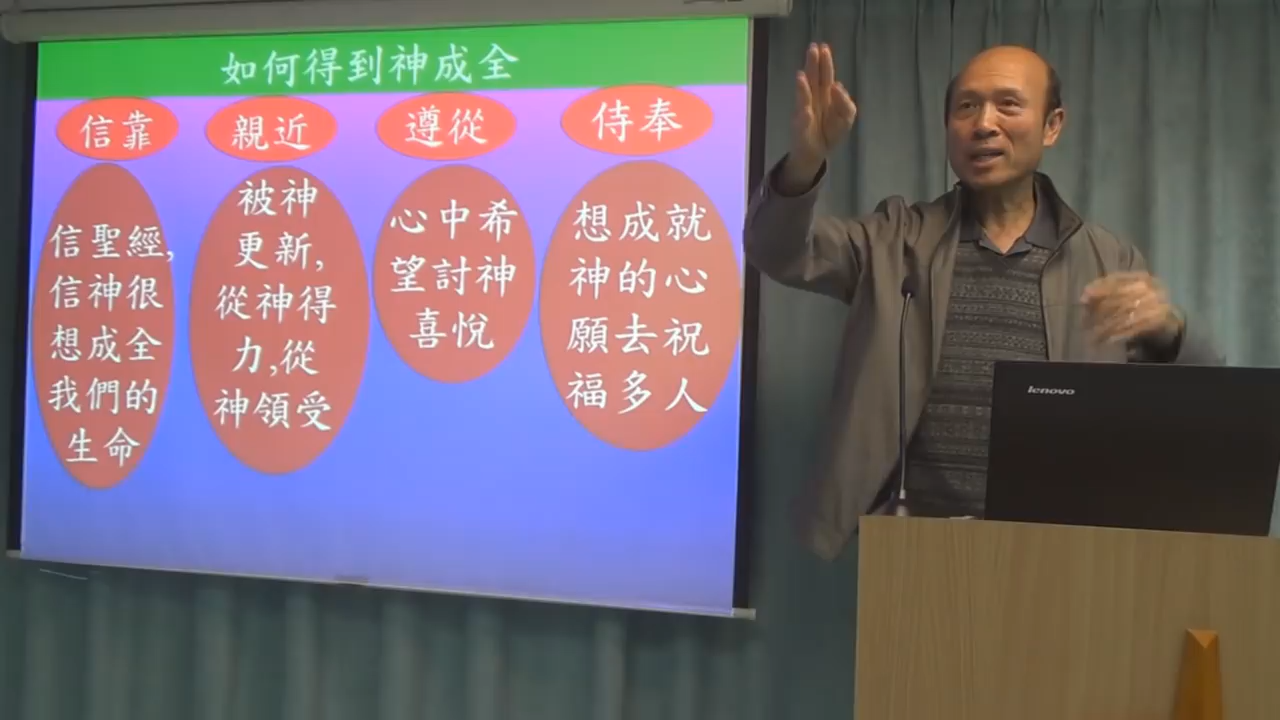 如何得到神成全
信靠
親近
遵從
侍奉
信聖經,
信神很
想成全
我們的
生命
被神
更新,
從神得
力,從
神領受
心中希
望討神
喜悅
想成就
神的心
願去祝
福多人
lenovo